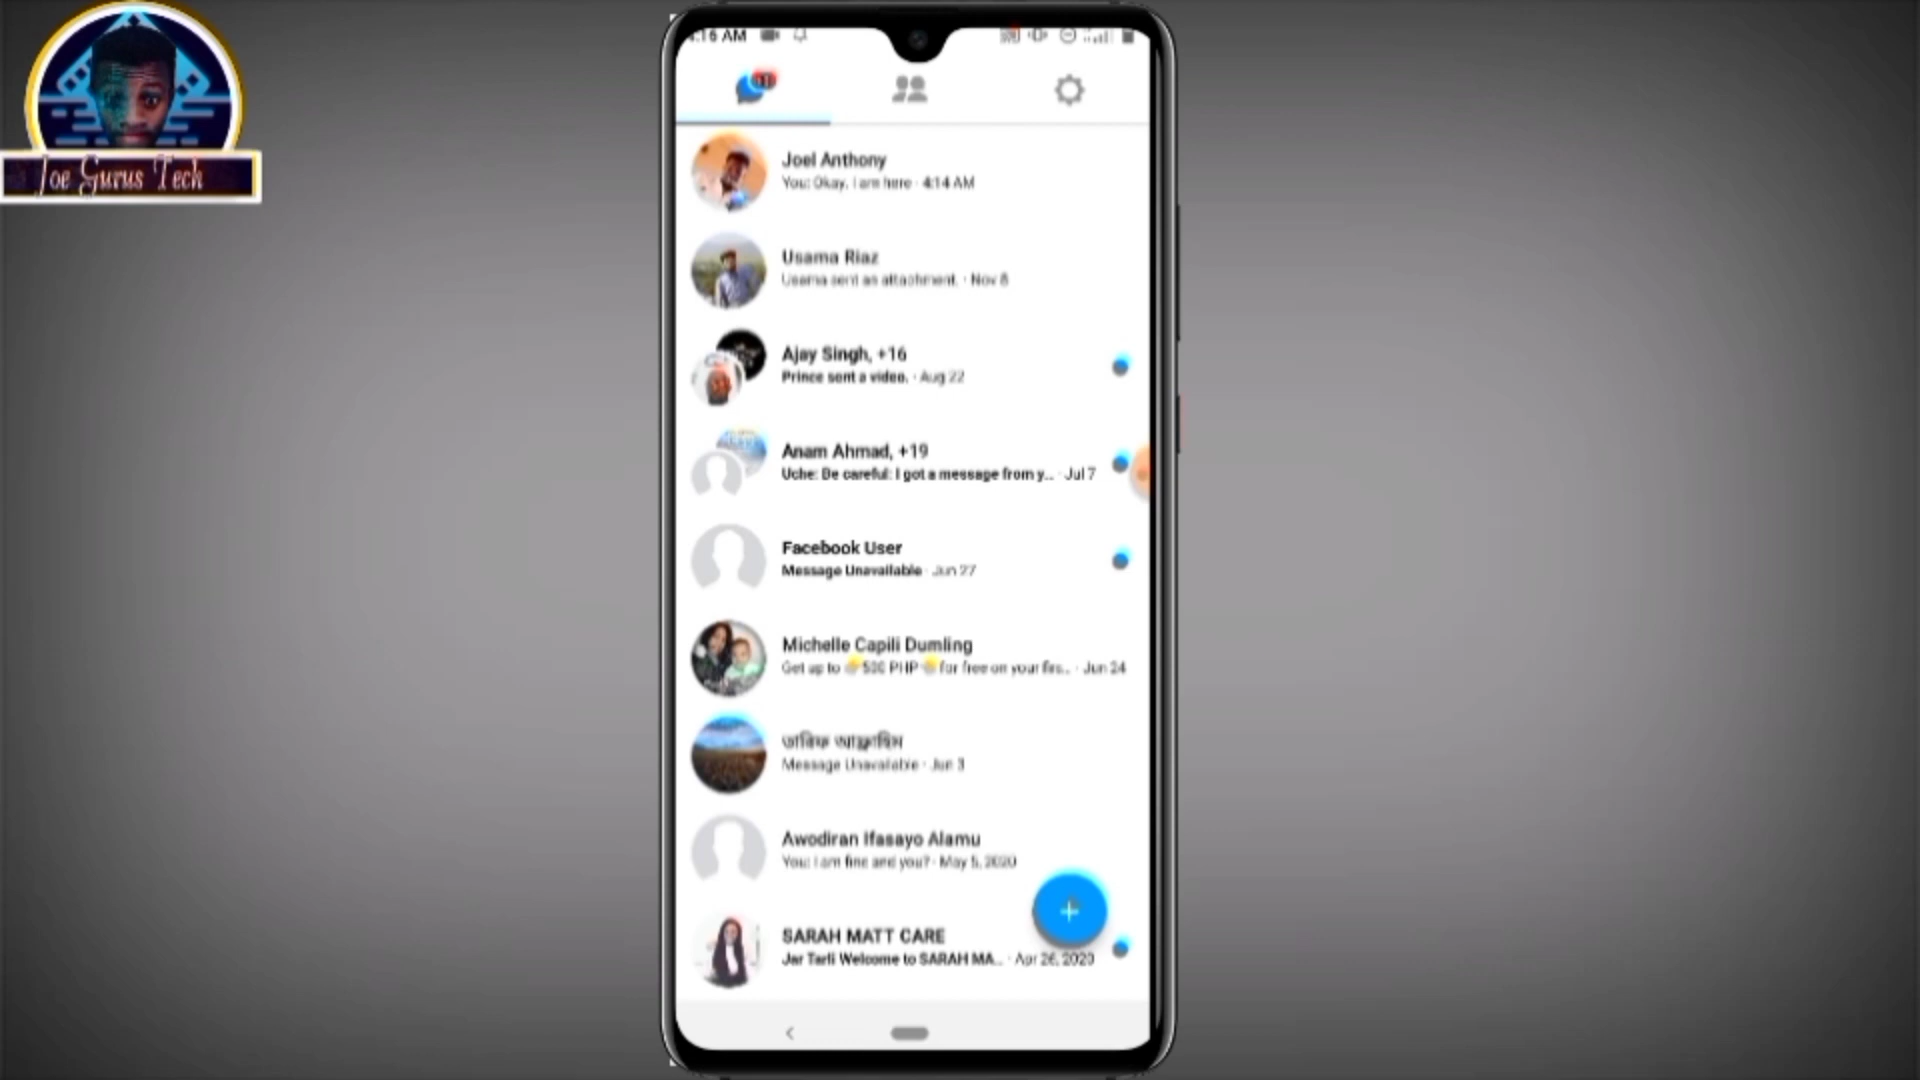 Joe Gurus Tech
:16 AM
Joel Anthony
You: Okay, I am here · 4:14 AM
Usama Riaz
Usama sent an attachment. · Nov 8
Ajay Singh, +16
Prince sent a video. · Aug 22
Anam Ahmad, +19
Uche: Be careful: I got a message from y... · Jul 7
Facebook User
Message Unavailable · Jun 27
Michelle Capili Dumling
Get up to 500 PHP for free on your firs... · Jun 24
Message Unavailable · Jun 3
Awodiran Ifasayo Alamu
You: I am fine and you? · May 5, 2020
+
SARAH MATT CARE
Jar Tarli Welcome to SARAH MA... · Apr 26, 2020